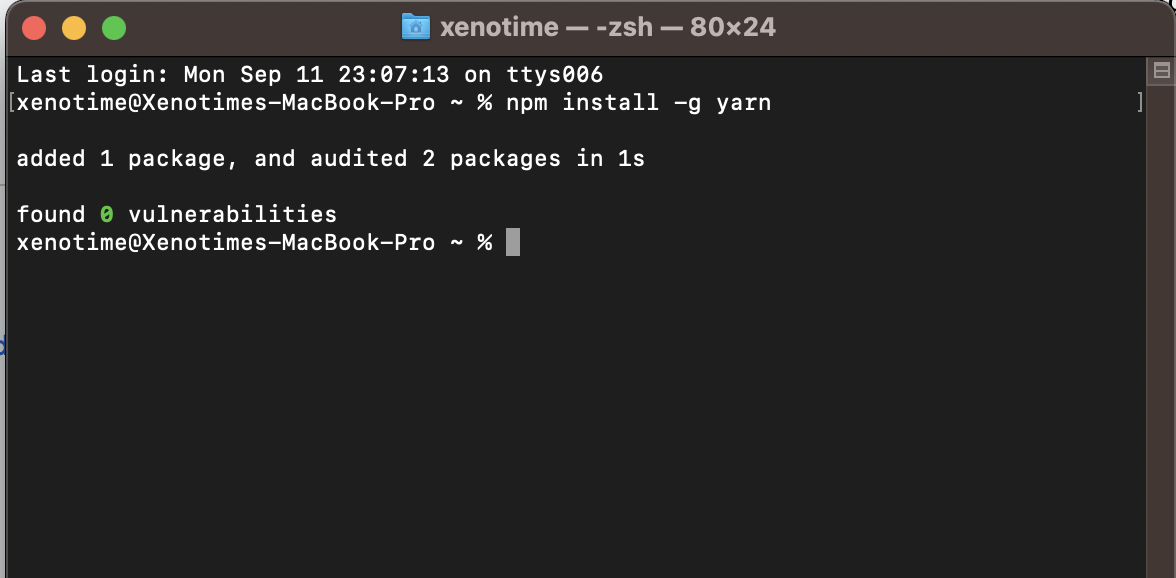 xenotime — -zsh — 80×24
Last login: Mon Sep 11 23:07:13 on ttys006
[xenotime@Xenotimes-MacBook-Pro ~ % npm install -g yarn ]
added 1 package, and audited 2 packages in 1s
found 0 vulnerabilities
xenotime@Xenotimes-MacBook-Pro ~ %